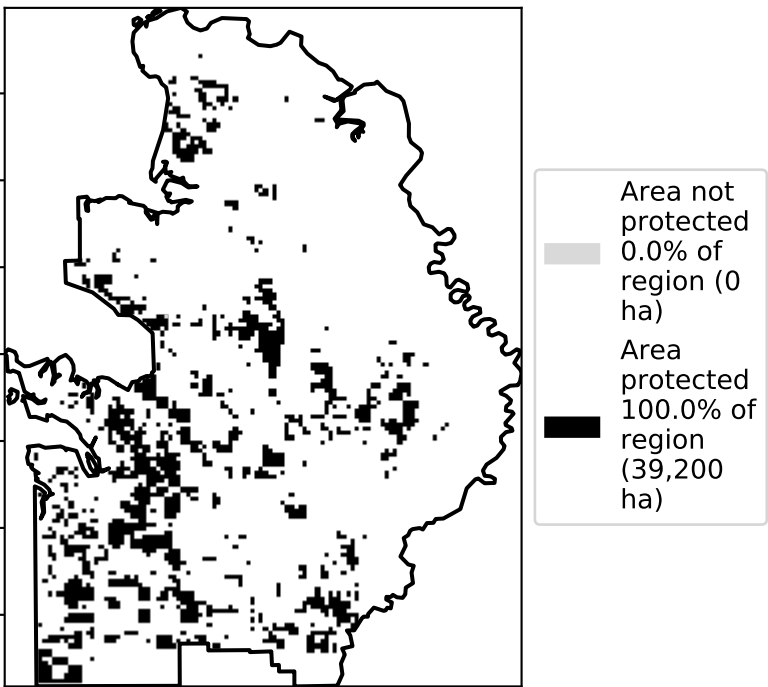 Area not
protected
0.0% of
region (0
ha)
Area
protected
100.0% of
region
(39,200
ha)